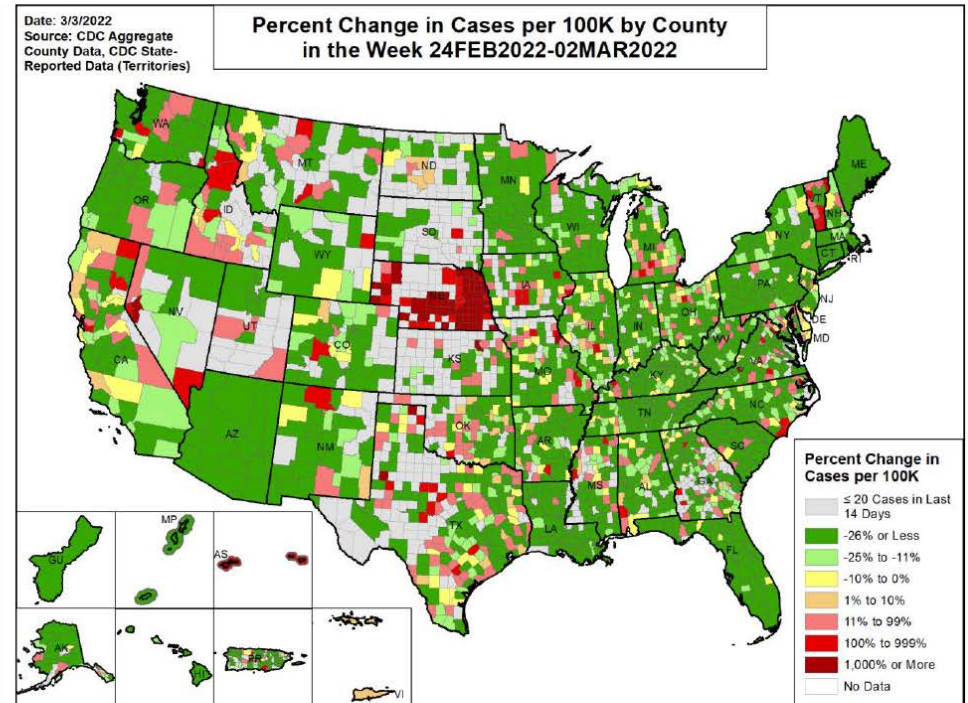 Date: 3/3/2022
Source: CDC Aggregate
County Data, CDC State-
Reported Data (Territories)
Percent Change in Cases per 100K by County
in the Week 24FEB2022-02MAR2022
WA
MT
ND
MN
ME
OR
ID
SD
WI
MI
VT
NH
NY
MA
CT
RI
WY
NE
IA
PA
NJ
NV
UT
CO
IL
IN
OH
DE
MD
WV
VA
CA
KS
MO
KY
AZ
NM
OK
AR
TN
NC
SC
MS
AL
GA
TX
LA
FL
GU
MP
AS
AK
HI
PR
VI
Percent Change in
Cases per 100K
≤ 20 Cases in Last
14 Days
-26% or Less
-25% to -11%
-10% to 0%
1% to 10%
11% to 99%
100% to 999%
1,000% or More
No Data